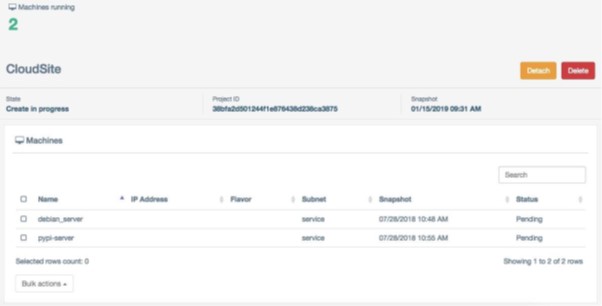 Machines running
2
CloudSite
Detach Delete
State Project ID Snapshot
Create in progress 38bfa2d501244f1e876438d238ca3875 01/15/2019 09:31 AM
Machines
Search
Name IP Address Flavor Subnet Snapshot Status
debian_server service 07/28/2018 10:48 AM Pending
pypi-server service 07/28/2018 10:55 AM Pending
Selected rows count: 0 Showing 1 to 2 of 2 rows
Bulk actions